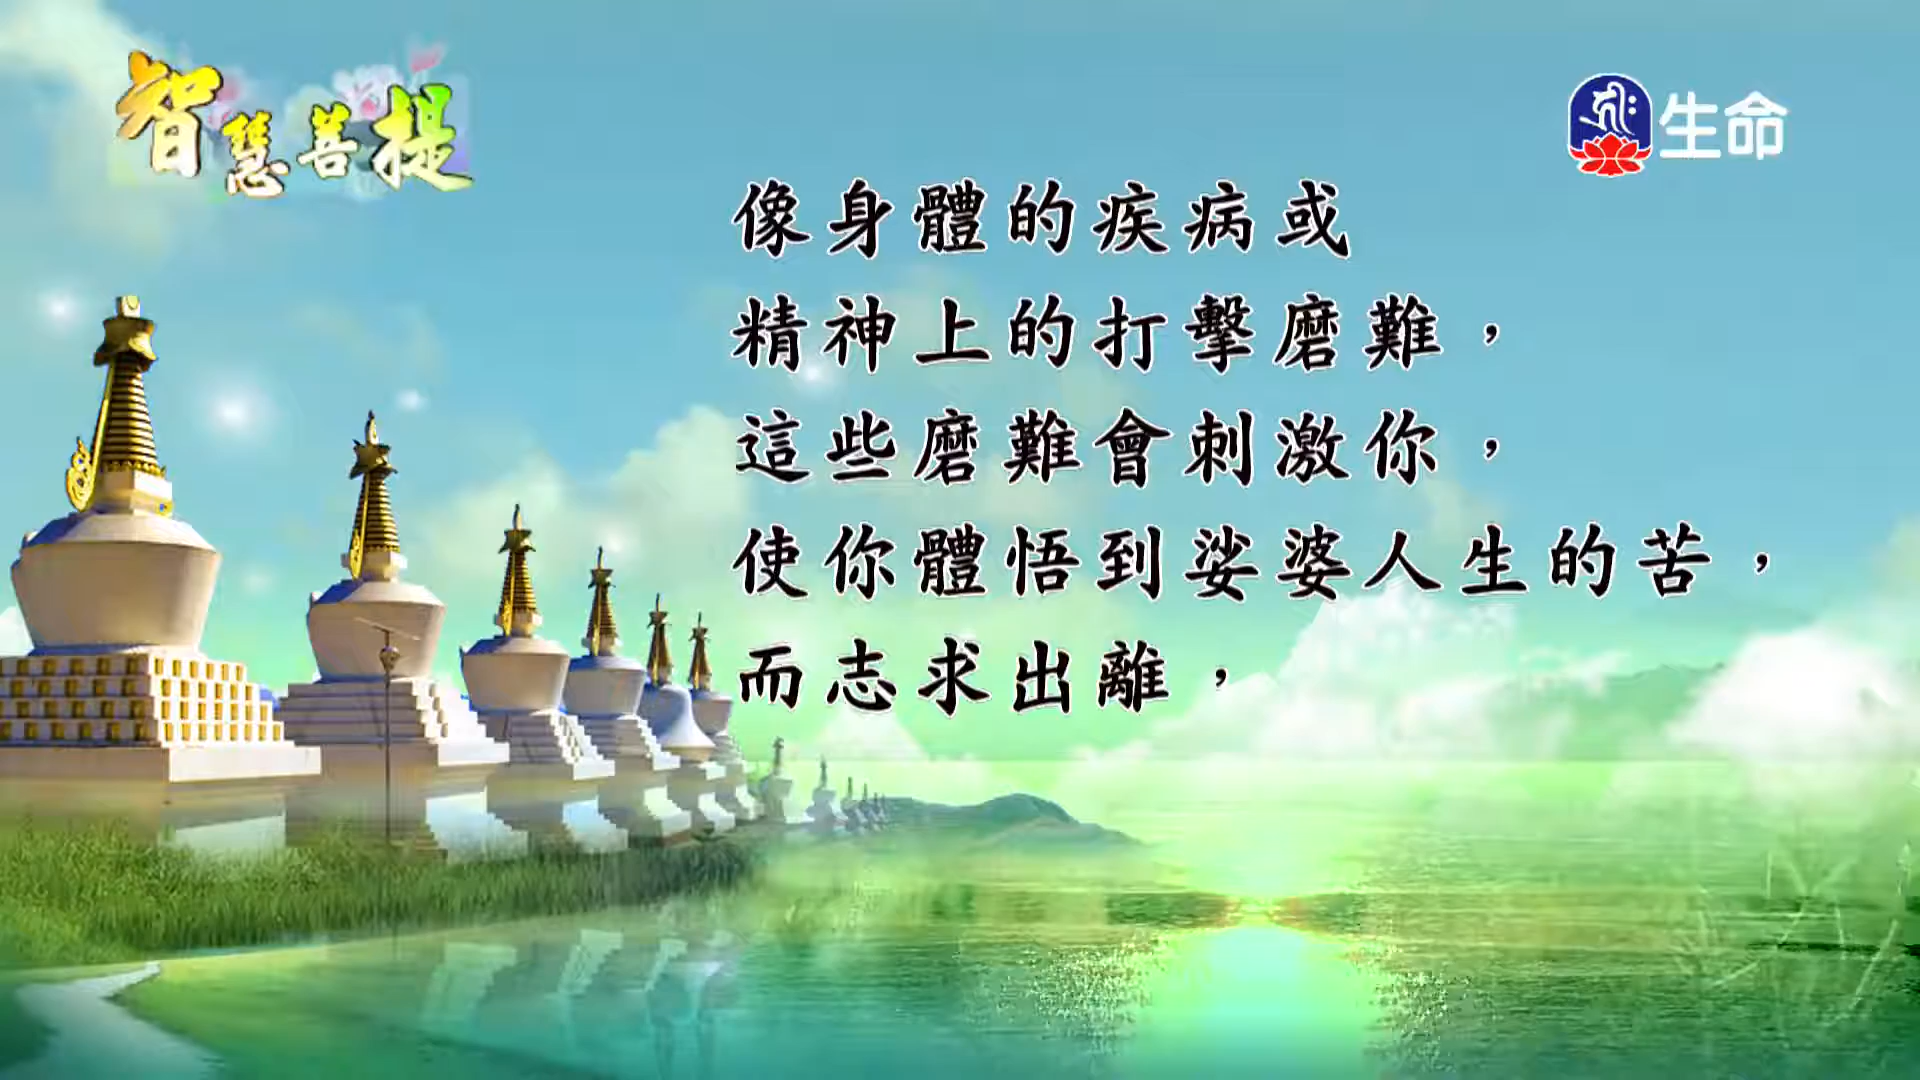 智慧菩提
生命
像身體的疾病或
精神上的打擊磨難，
這些磨難會刺激你，
使你體悟到娑婆人生的苦，
而志求出離，